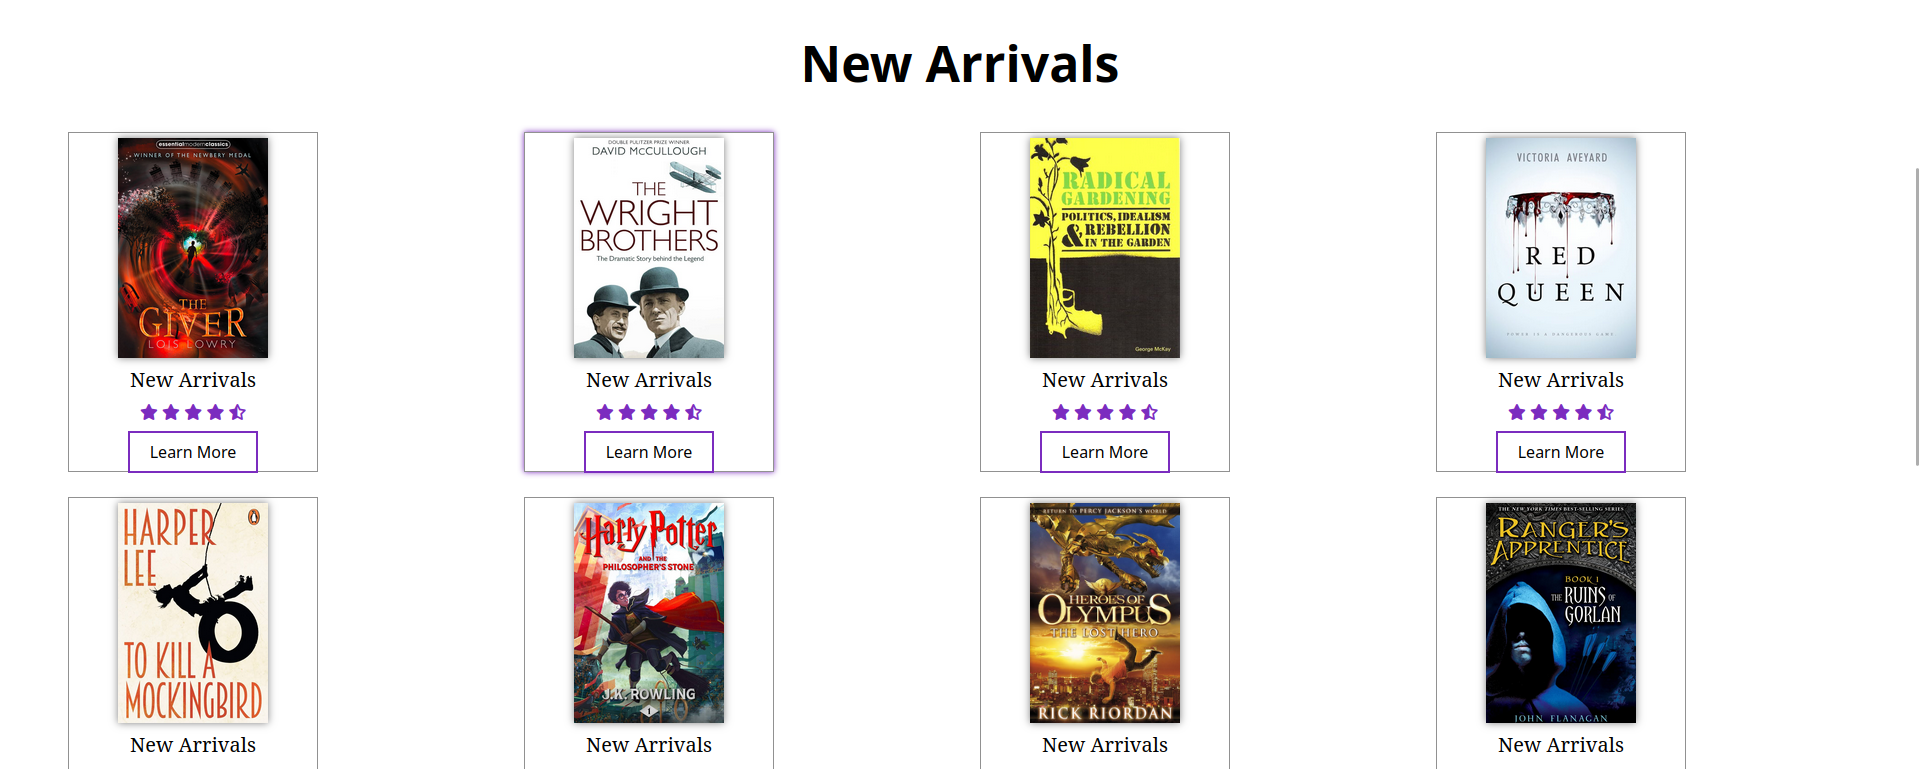 New Arrivals
essentialmodernclassics
WINNER OF THE NEWBERY MEDAL
THE
GIVER
LOIS LOWRY
New Arrivals
Learn More
DOUBLE PULITZER PRIZE WINNER
DAVID McCULLOUGH
THE
WRIGHT
BROTHERS
The Dramatic Story behind the Legend
New Arrivals
Learn More
RADICAL
GARDENING
POLITICS, IDEALISM
& REBELLION
IN THE GARDEN
George McKay
New Arrivals
Learn More
VICTORIA AVEYARD
RED
QUEEN
POWER IS A DANGEROUS GAME.
New Arrivals
Learn More
HARPER
LEE
TO KILL A
MOCKINGBIRD
New Arrivals
Harry Potter
AND THE
PHILOSOPHER'S STONE
J.K. ROWLING
1
New Arrivals
RETURN TO PERCY JACKSON'S WORLD
HEROES OF
OLYMPUS
THE LOST HERO
RICK RIORDAN
New Arrivals
THE NEW YORK TIMES BEST-SELLING SERIES
RANGER'S
APPRENTICE
BOOK 1
THE RUINS OF
GORLAN
JOHN FLANAGAN
New Arrivals